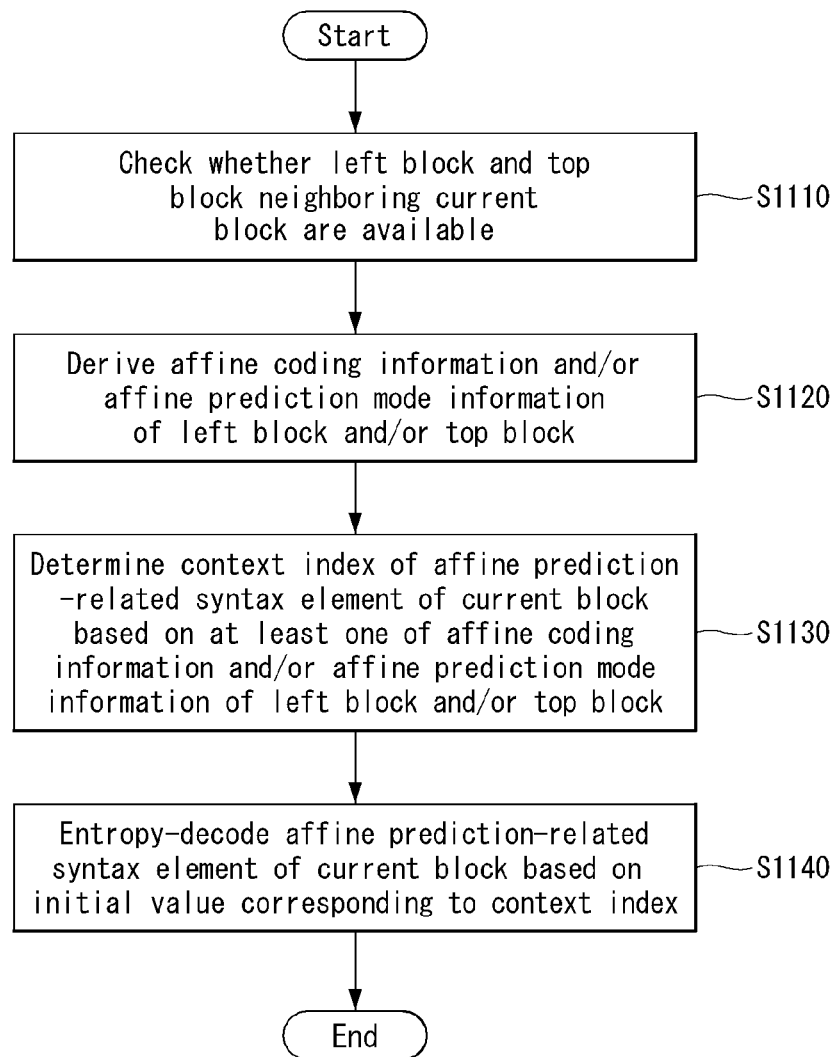 Start
Check whether left block and top
block neighboring current
block are available
S1110
Derive affine coding information and/or
affine prediction mode information
of left block and/or top block
S1120
Determine context index of affine prediction
-related syntax element of current block
based on at least one of affine coding
information and/or affine prediction mode
information of left block and/or top block
S1130
Entropy-decode affine prediction-related
syntax element of current block based on
initial value corresponding to context index
S1140
End